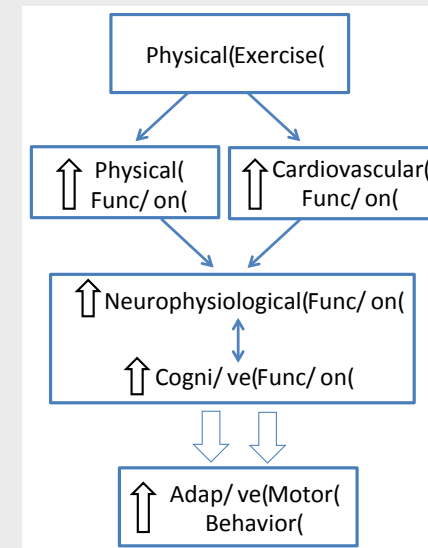 Physical(Exercise(
Physical(
Func/ on(
Cardiovascular(
Func/ on(
Neurophysiological(Func/ on(
Cogni/ ve(Func/ on(
Adap/ ve(Motor(
Behavior(